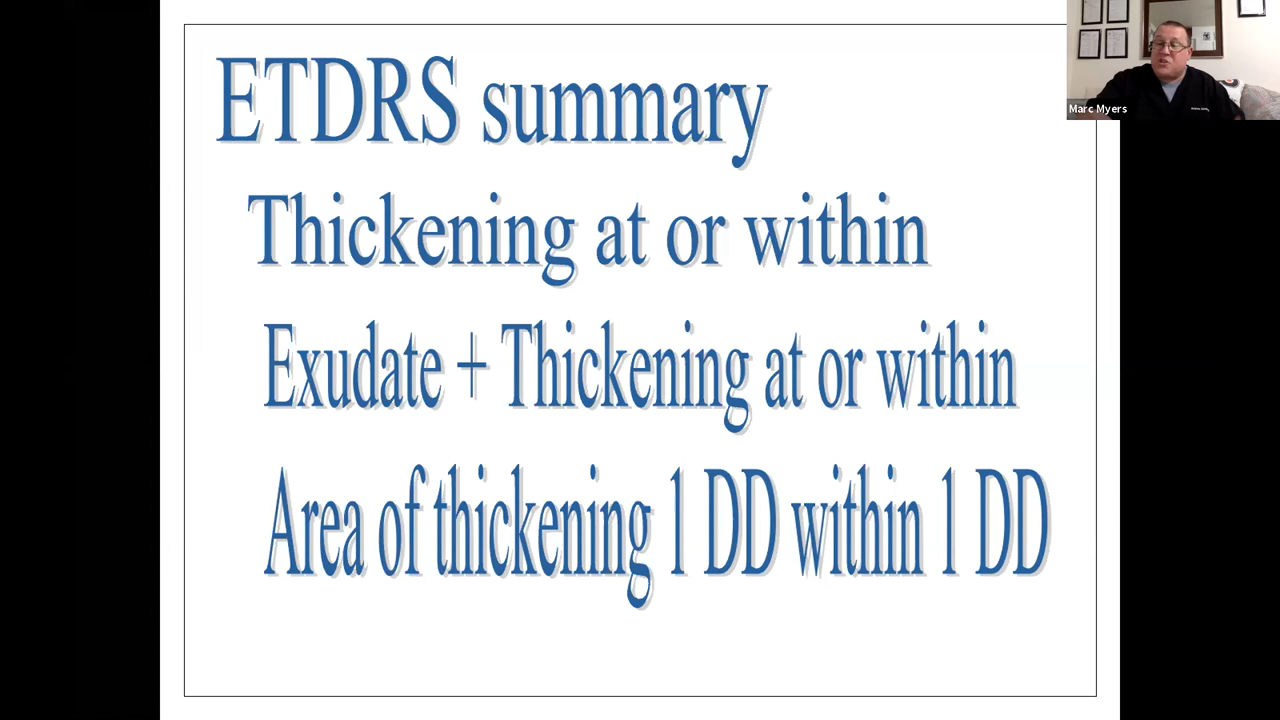 ETDRS summary
Thickening at or within
Exudate + Thickening at or within
Area of thickening 1 DD within 1 DD
Marc Myers